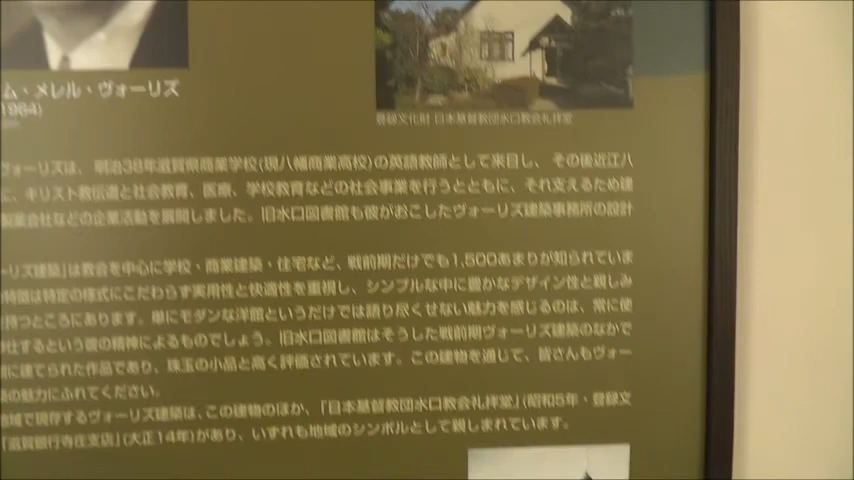 ム・メレル・ヴォーリズ
1964)
登録文化財 日本基督教団水口教会礼拝堂
ヴォーリズは、明治38年滋賀県商業学校(現八幡商業高校)の英語教師として来日し、その後近江八
に、キリスト教伝道と社会教育、医療、学校教育などの社会事業を行うとともに、それ支えるため建
製薬会社などの企業活動を展開しました。旧水口図書館も彼がおこしたヴォーリズ建築事務所の設計
ーリズ建築」は教会を中心に学校・商業建築・住宅など、戦前期だけでも1,500あまりが知られていま
の特徴は特定の様式にこだわらず実用性と快適性を重視し、シンプルな中に豊かなデザイン性と親しみ
持つところにあります。単にモダンな洋館というだけでは語り尽くせない魅力を感じるのは、常に使
仕するという彼の精神によるものでしょう。旧水口図書館はそうした戦前期ヴォーリズ建築のなかで
に建てられた作品であり、珠玉の小品と高く評価されています。この建物を通じて、皆さんもヴォー
の魅力にふれてください。
地域で現存するヴォーリズ建築は、この建物のほか、「日本基督教団水口教会礼拝堂」(昭和5年・登録文
「滋賀銀行寺庄支店」(大正14年)があり、いずれも地域のシンボルとして親しまれています。